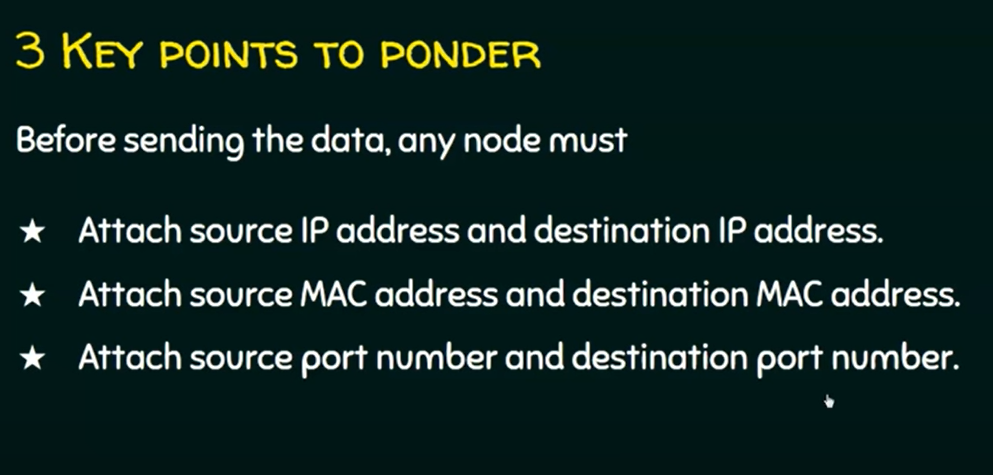 3 KEY POINTS TO PONDER
Before sending the data, any node must
★ Attach source IP address and destination IP address.
★ Attach source MAC address and destination MAC address.
★ Attach source port number and destination port number.